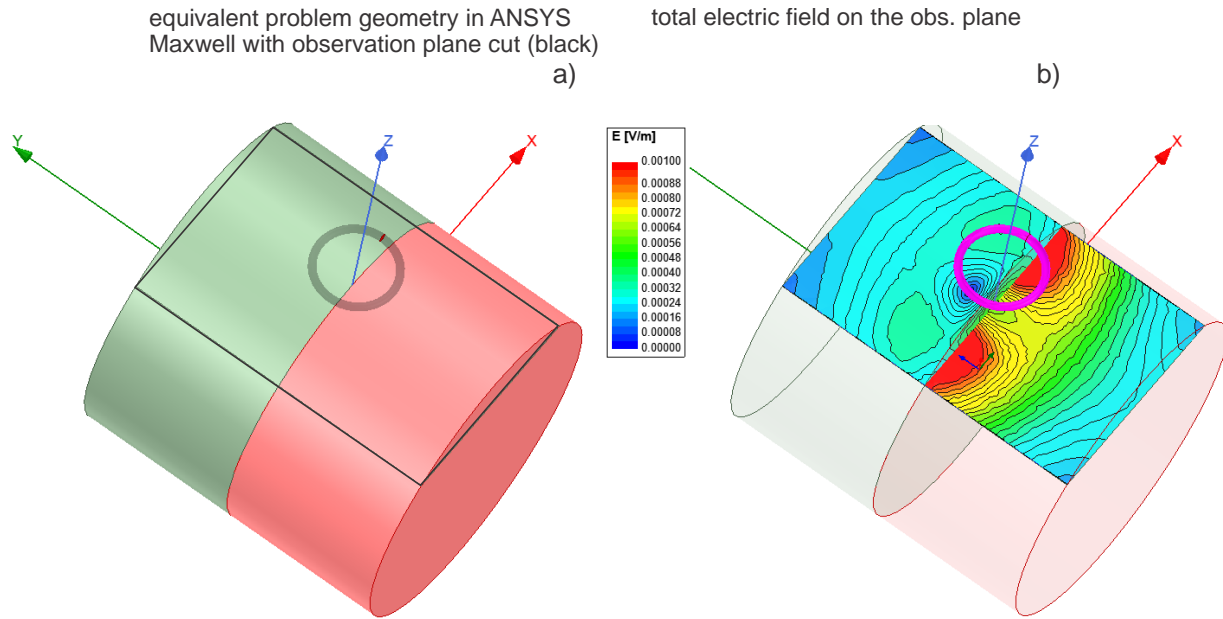 equivalent problem geometry in ANSYS
Maxwell with observation plane cut (black)
total electric field on the obs. plane
a)
b)
Y
Z
X
E [V/m]
0.00100
0.00088
0.00080
0.00072
0.00064
0.00056
0.00048
0.00040
0.00032
0.00024
0.00016
0.00008
0.00000
Z
X